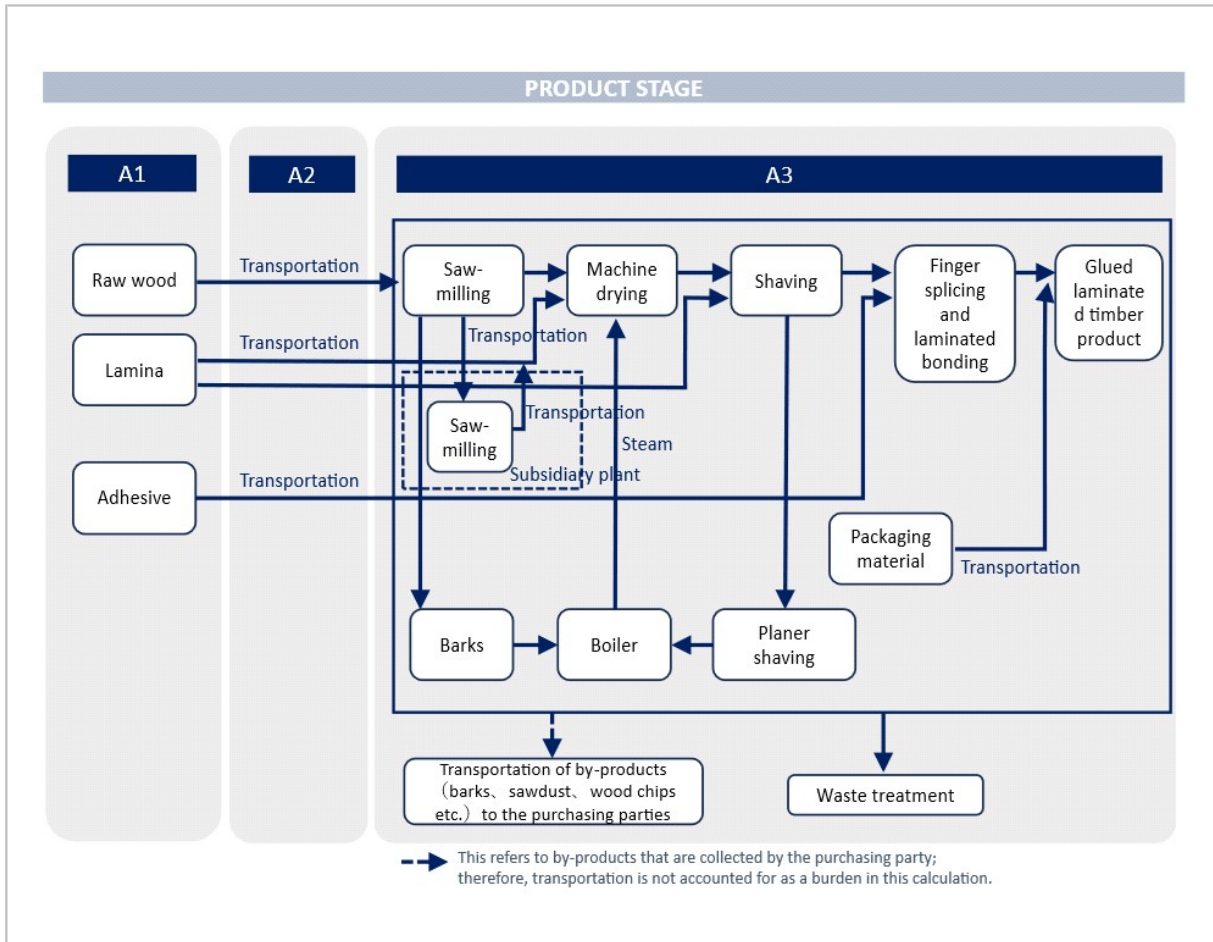 PRODUCT STAGE
A1
A2
A3
Raw wood
Transportation
Saw-
milling
Machine
drying
Shaving
Finger
splicing
and
laminated
bonding
Glued
laminate
d timber
product
Transportation
Lamina
Transportation
Saw-
milling
Transportation
Subsidiary plant
Steam
Adhesive
Transportation
Packaging
material
Transportation
Barks
Boiler
Planer
shaving
Transportation of by-products
（barks、sawdust、wood chips
etc.）to the purchasing parties
Waste treatment
This refers to by-products that are collected by the purchasing party;
therefore, transportation is not accounted for as a burden in this calculation.